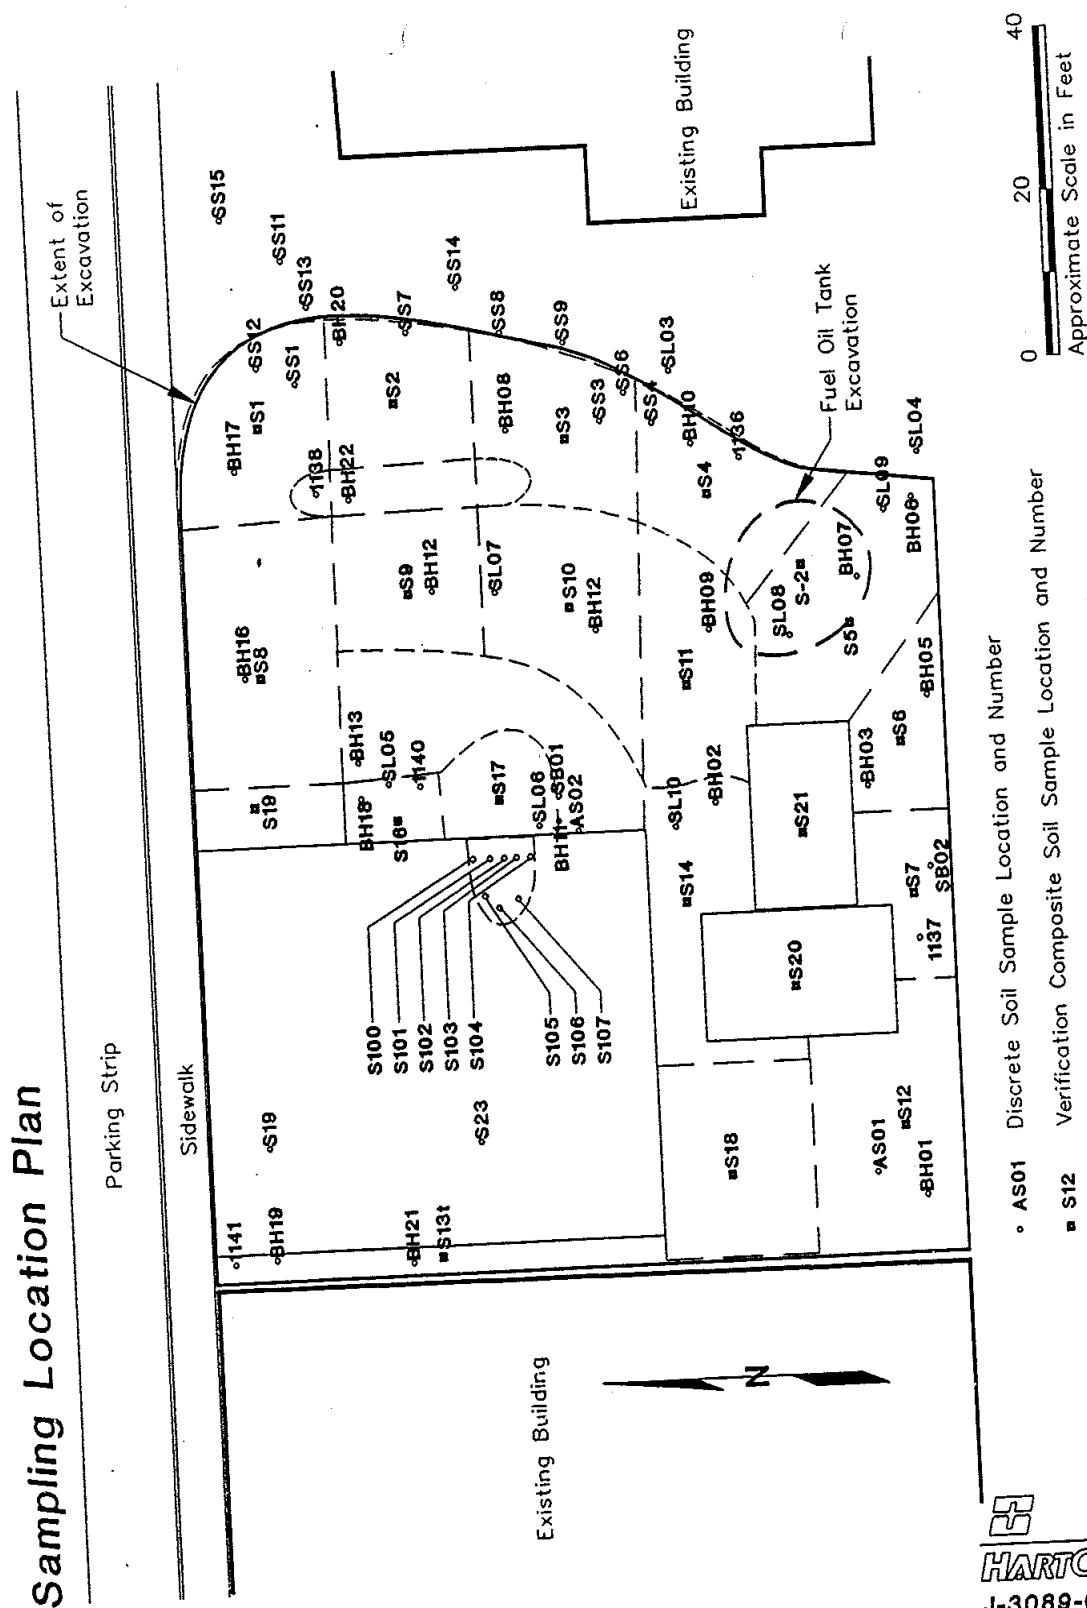 Sampling Location Plan
Parking Strip
Sidewalk
Extent of
Excavation
SS15
SS11
SS13
SS12
SS1
BH20
SS7
SS14
SS8
SS9
SS6
SS3
SL03
BH17
S1
S2
BH08
S3
1138
BH22
BH10
1136
S4
Fuel Oil Tank
Excavation
SL04
SL09
BH06
BH07
S-2
SL08
S5
BH05
BH16
S8
S9
BH12
SL07
S10
BH12
BH09
S11
S6
BH03
BH13
SL05
1140
S17
SL06
SB01
AS02
BH11
SL10
BH02
S19
BH18
S16
S21
S14
S7
SB02
1137
S20
S100
S101
S102
S103
S104
S105
S106
S107
S19
S23
S18
S12
AS01
BH01
1141
BH19
BH21
S13t
Existing Building
Existing Building
N
0 20 40
Approximate Scale in Feet
AS01 Discrete Soil Sample Location and Number
S12 Verification Composite Soil Sample Location and Number